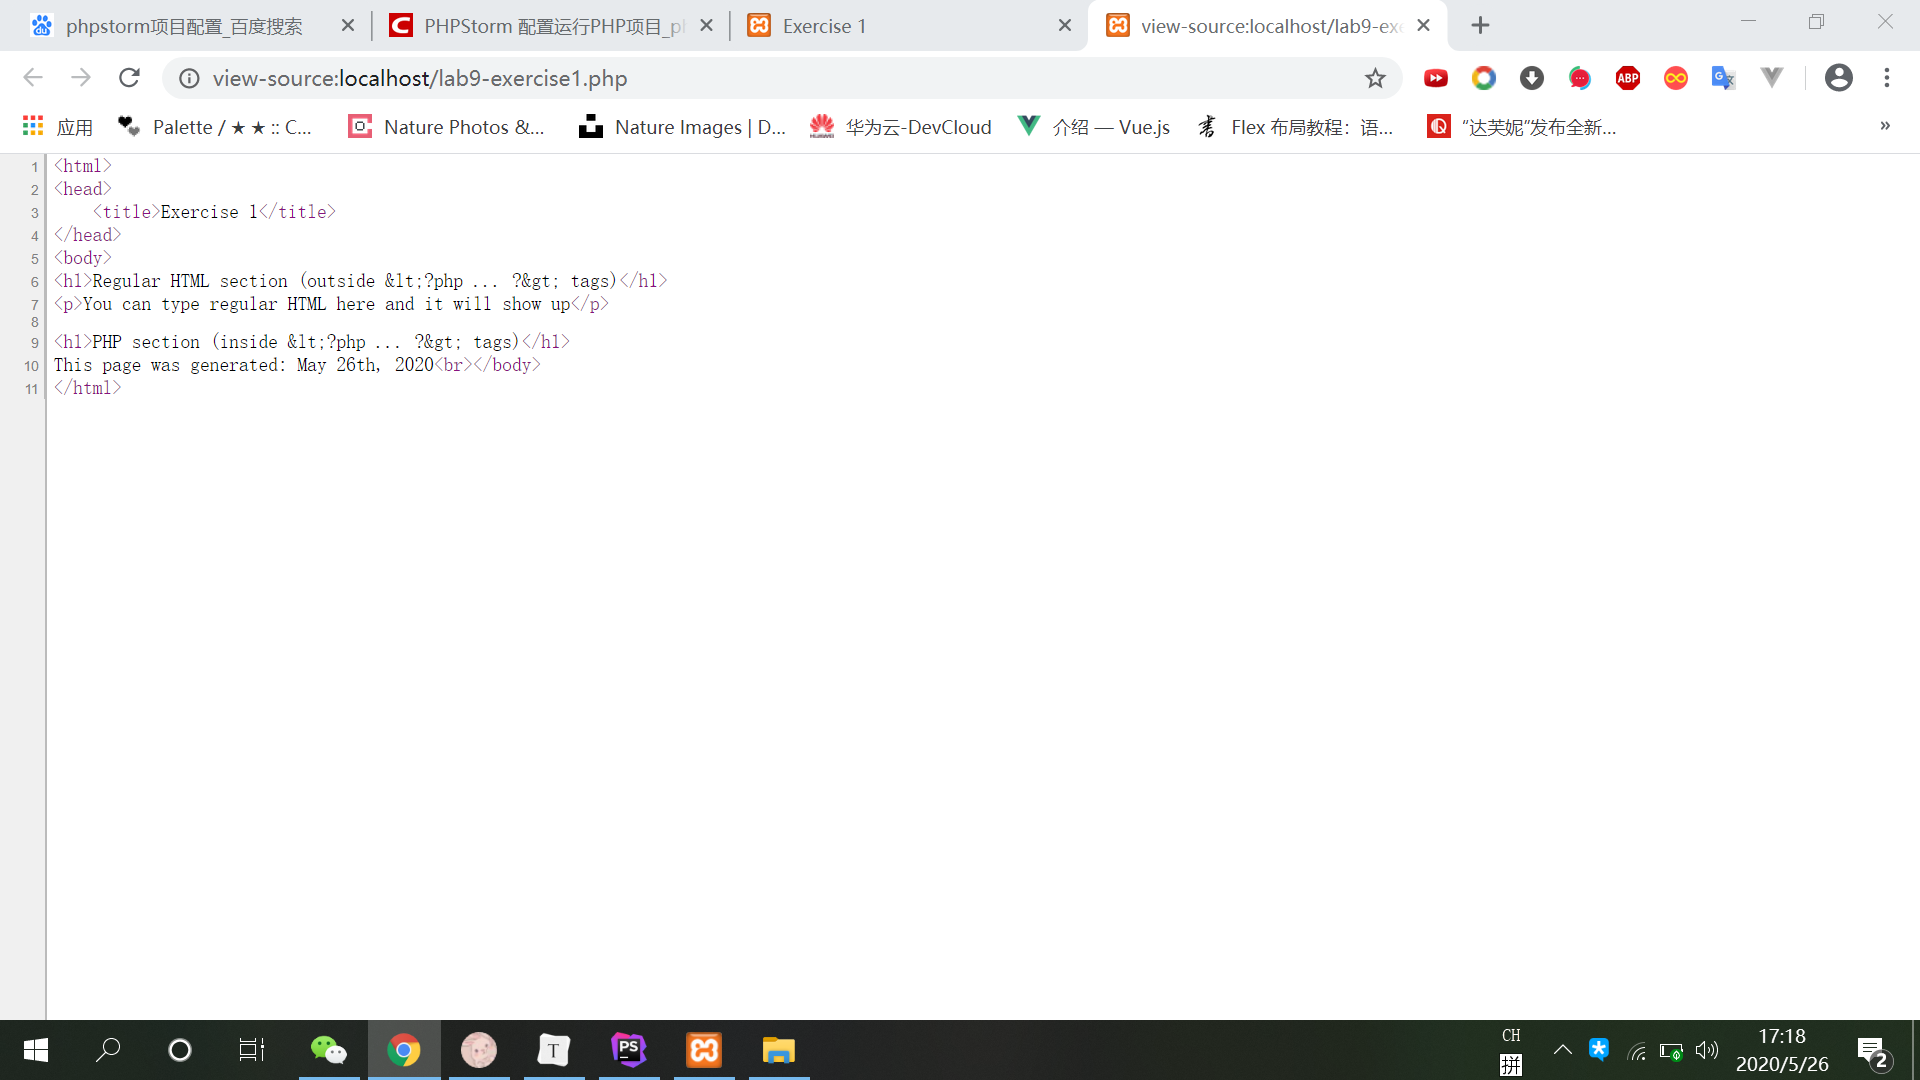 phpstorm项目配置_百度搜索
PHPStorm 配置运行PHP项目_
Exercise 1
view-source:localhost/lab9-ex
view-source:localhost/lab9-exercise1.php
ABP
应用
Palette / ★ ★ :: C...
Nature Photos &...
Nature Images | D...
华为云-DevCloud
介绍 — Vue.js
Flex 布局教程：语...
“达芙妮”发布全新...
»
1 <html>
2 <head>
3 <title>Exercise 1</title>
4 </head>
5 <body>
6 <h1>Regular HTML section (outside &lt;?php ... ?&gt; tags)</h1>
7 <p>You can type regular HTML here and it will show up</p>
8
9 <h1>PHP section (inside &lt;?php ... ?&gt; tags)</h1>
10 This page was generated: May 26th, 2020<br></body>
11 </html>
T
PS
CH
拼
17:18
2020/5/26
2